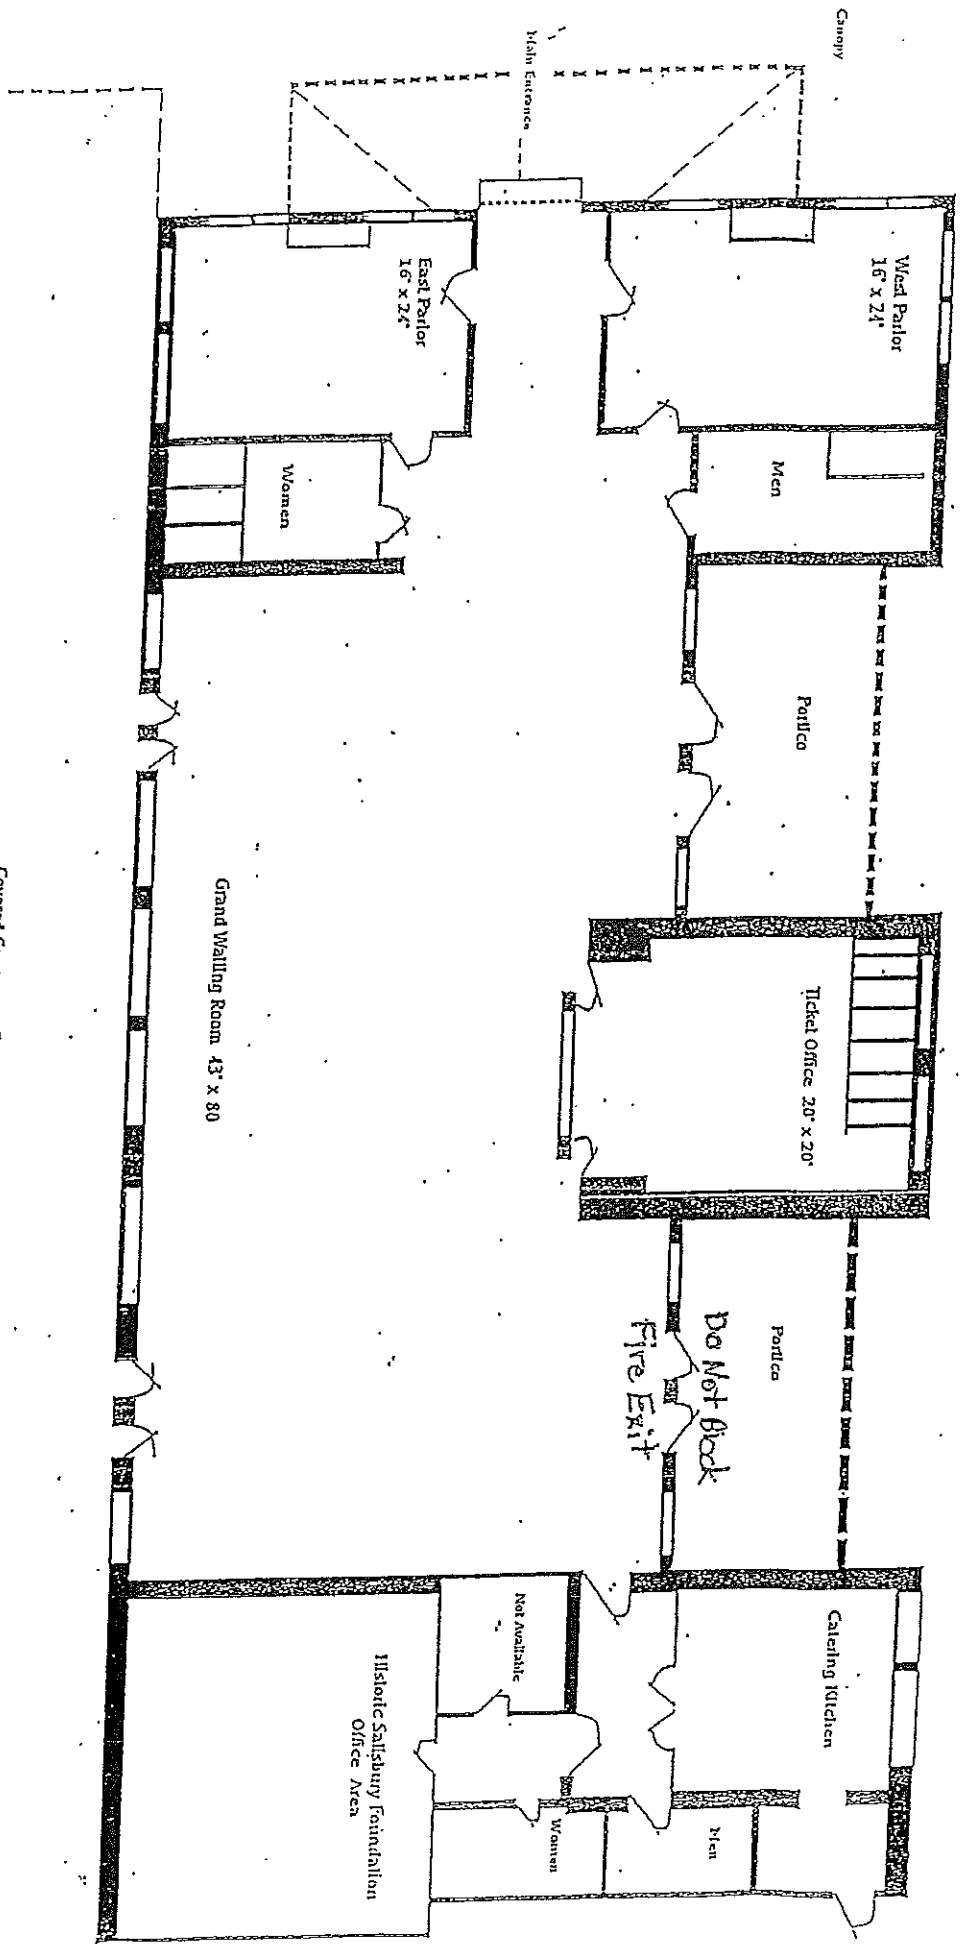 Canopy
Main Entrance
West Parlor
16' x 24'
East Parlor
16' x 24'
Men
Women
Portico
Ticket Office 20' x 20'
Grand Waiting Room 43' x 80
Portico
Do Not Block
Fire Exit
Catering Kitchen
Not Available
Historic Salisbury Foundation
Office Area
Men
Women